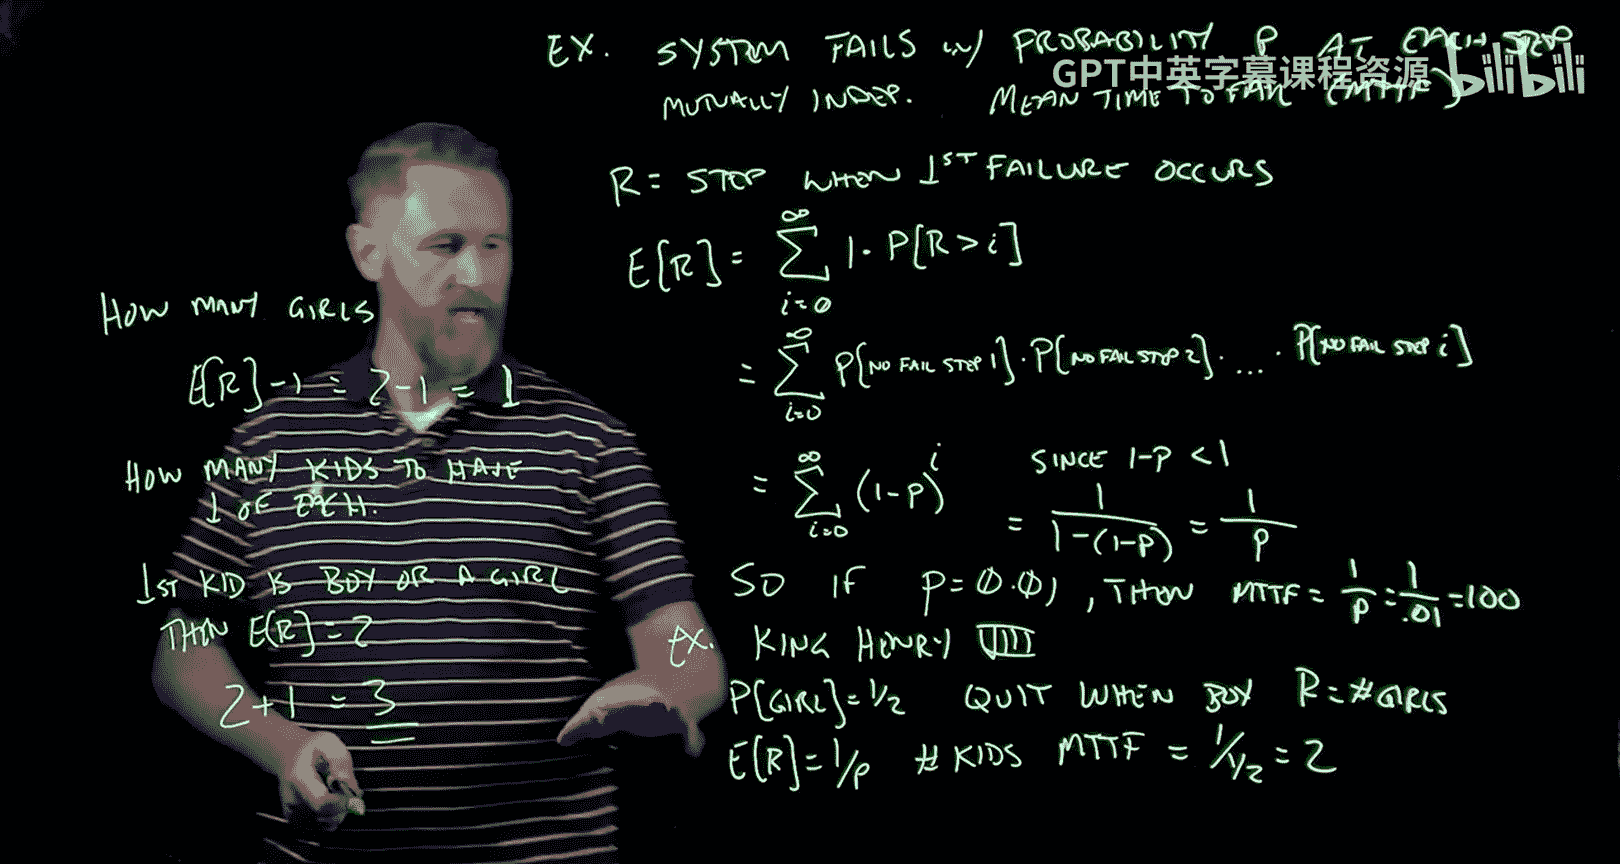 EX. SYSTEM FAILS w/ PROBABILITY P AT EACH STEP
GPT中英字幕课程资源 bilibili
MUTUALLY INDEP. MEAN TIME TO FAIL (MTTF)
R = STEP WHEN 1ST FAILURE OCCURS
E[R] = ∞ ∑ i=0 1· P[R > i]
= ∞ ∑ i=0 P[NO FAIL STEP 1] · P[NO FAIL STEP 2] · ... · P[NO FAIL STEP i]
= ∞ ∑ i=0 (1-P)^i SINCE 1-P < 1
= 1/(1-(1-P)) = 1/P
SO IF P = 0.01, THEN MTTF = 1/P = 1/.01 = 100
EX. KING HENRY VIII
P[GIRL] = 1/2 QUIT WHEN BOY R = # GIRLS
E[R] = 1/P # KIDS MTTF = 1/1/2 = 2
HOW MANY GIRLS
E[R] - 1 = 2 - 1 = 1
HOW MANY KIDS TO HAVE
1 OF EACH.
1ST KID IS BOY OR A GIRL
THEN E[R] = 2
2 + 1 = 3